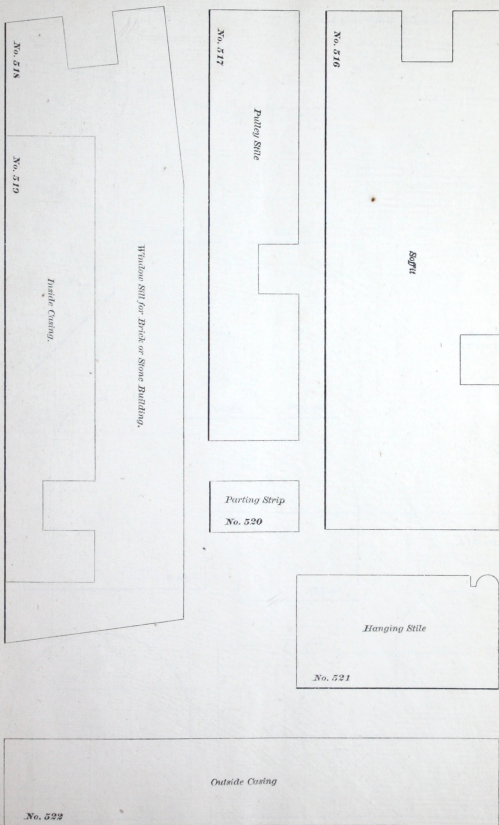 No. 518
No. 519
Inside Casing.
Window Sill for Brick or Stone Building.
No. 517
Pulley Stile
No. 516
Soffit
Parting Strip
No. 520
Hanging Stile
No. 521
Outside Casing
No. 522